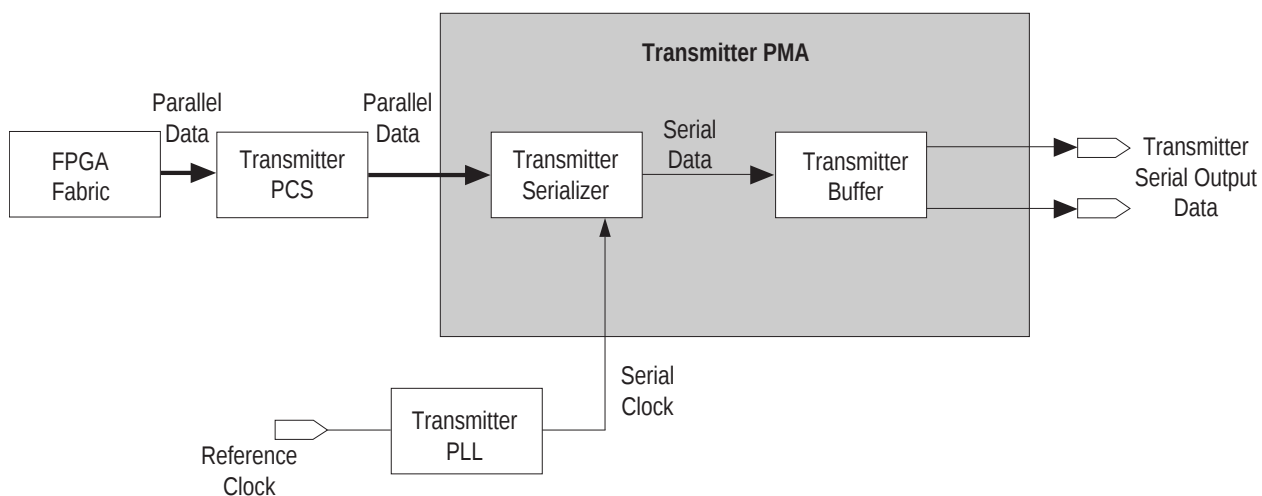 Transmitter PMA
Parallel
Data
Parallel
Data
Serial
Data
FPGA
Fabric
Transmitter
PCS
Transmitter
Serializer
Transmitter
Buffer
Transmitter
Serial Output
Data
Serial
Clock
Transmitter
PLL
Reference
Clock